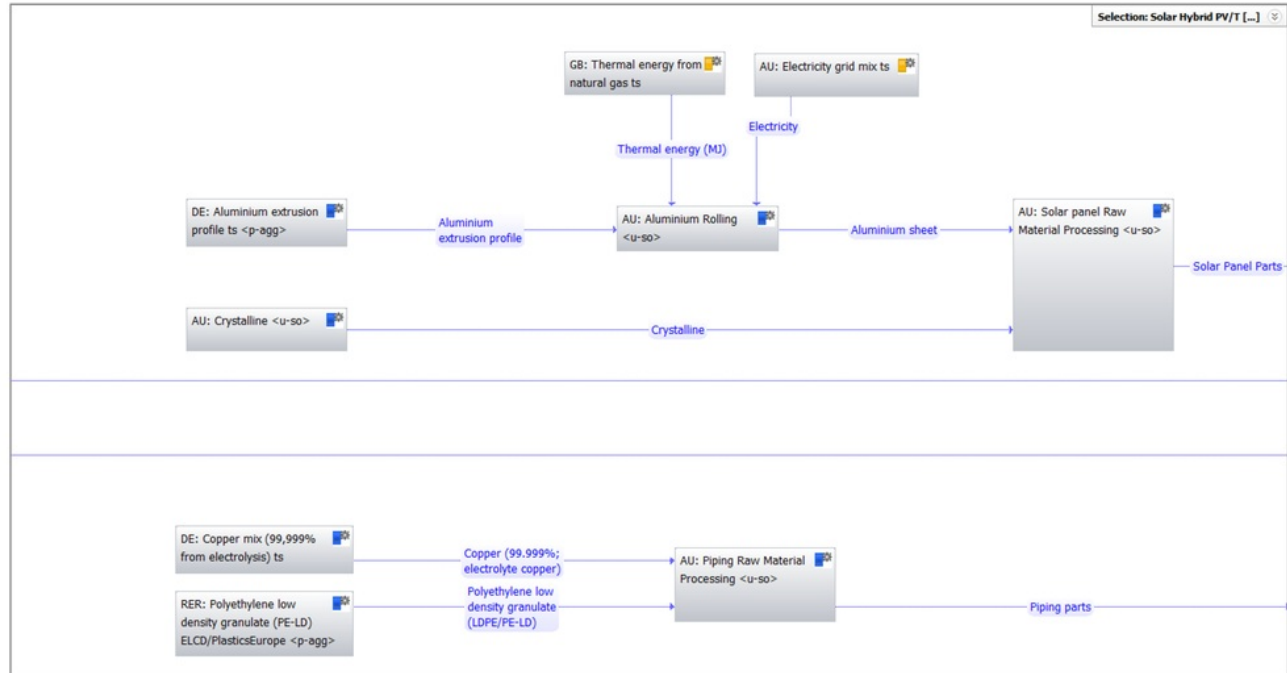 Selection: Solar Hybrid PV/T [...]
GB: Thermal energy from
natural gas ts
AU: Electricity grid mix ts
Electricity
Thermal energy (MJ)
DE: Aluminium extrusion
profile ts <p-agg>
Aluminium
extrusion profile
AU: Aluminium Rolling
<u-so>
Aluminium sheet
AU: Solar panel Raw
Material Processing <u-so>
Solar Panel Parts
AU: Crystalline <u-so>
Crystalline
DE: Copper mix (99,999%
from electrolysis) ts
Copper (99.999%;
electrolyte copper)
AU: Piping Raw Material
Processing <u-so>
RER: Polyethylene low
density granulate (PE-LD)
ELCD/PlasticsEurope <p-agg>
Polyethylene low
density granulate
(LDPE/PE-LD)
Piping parts